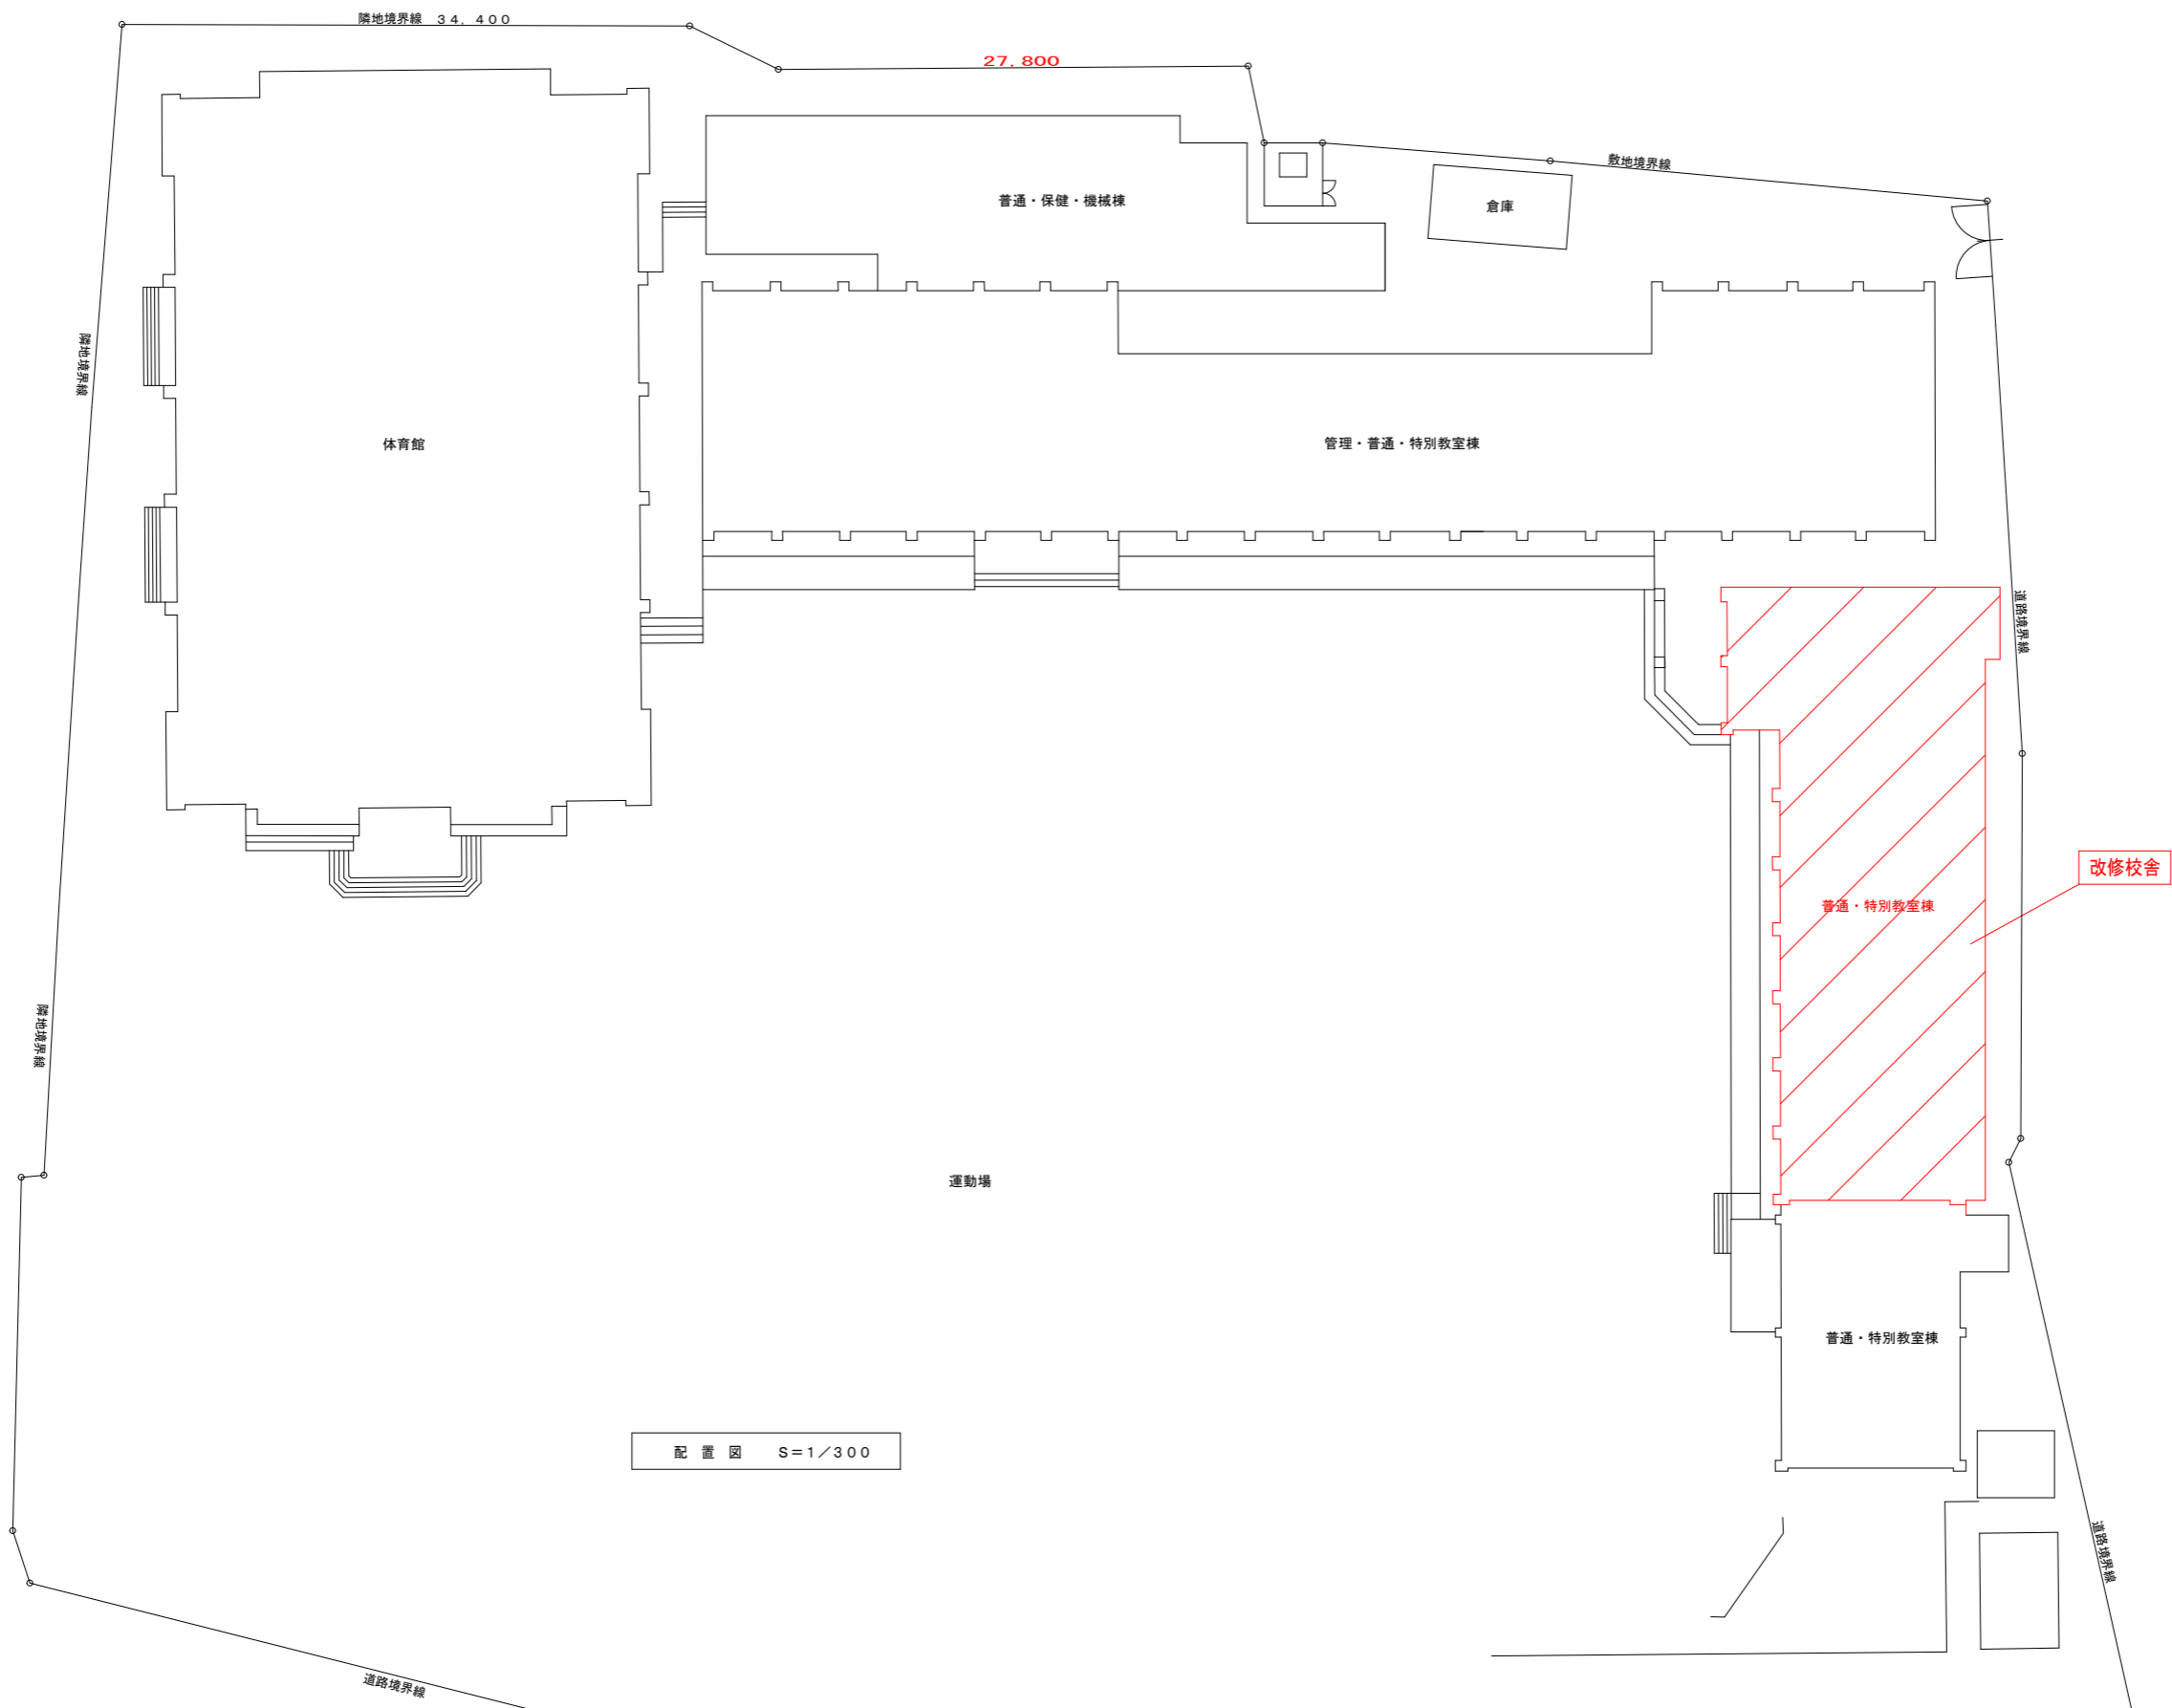 隣地境界線 34.400
27.800
敷地境界線
普通・保健・機械棟
倉庫
隣地境界線
体育館
管理・普通・特別教室棟
道路境界線
改修校舎
普通・特別教室棟
隣地境界線
運動場
普通・特別教室棟
配 置 図 S=1/300
道路境界線
道路境界線